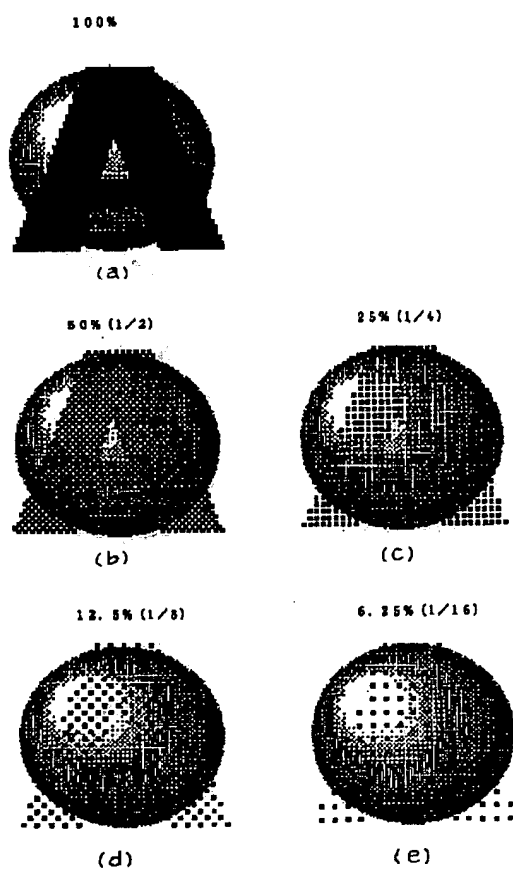 100%
A
(a)
50% (1/2)
25% (1/4)
(b)
(c)
12.5% (1/8)
6.25% (1/16)
(d)
(e)